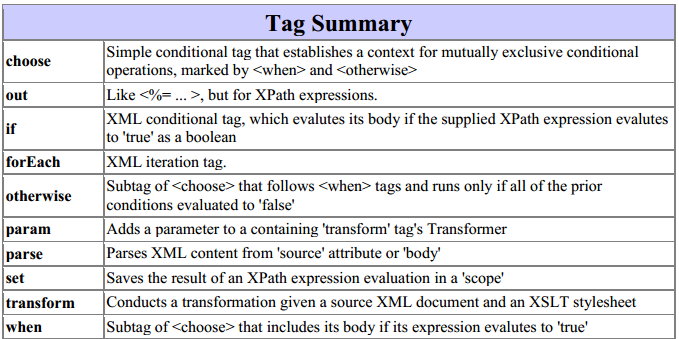 Tag Summary
choose
Simple conditional tag that establishes a context for mutually exclusive conditional
operations, marked by <when> and <otherwise>
out
Like <%= ... >, but for XPath expressions.
if
XML conditional tag, which evalutes its body if the supplied XPath expression evalutes
to 'true' as a boolean
forEach
XML iteration tag.
otherwise
Subtag of <choose> that follows <when> tags and runs only if all of the prior
conditions evaluated to 'false'
param
Adds a parameter to a containing 'transform' tag's Transformer
parse
Parses XML content from 'source' attribute or 'body'
set
Saves the result of an XPath expression evaluation in a 'scope'
transform
Conducts a transformation given a source XML document and an XSLT stylesheet
when
Subtag of <choose> that includes its body if its expression evalutes to 'true'